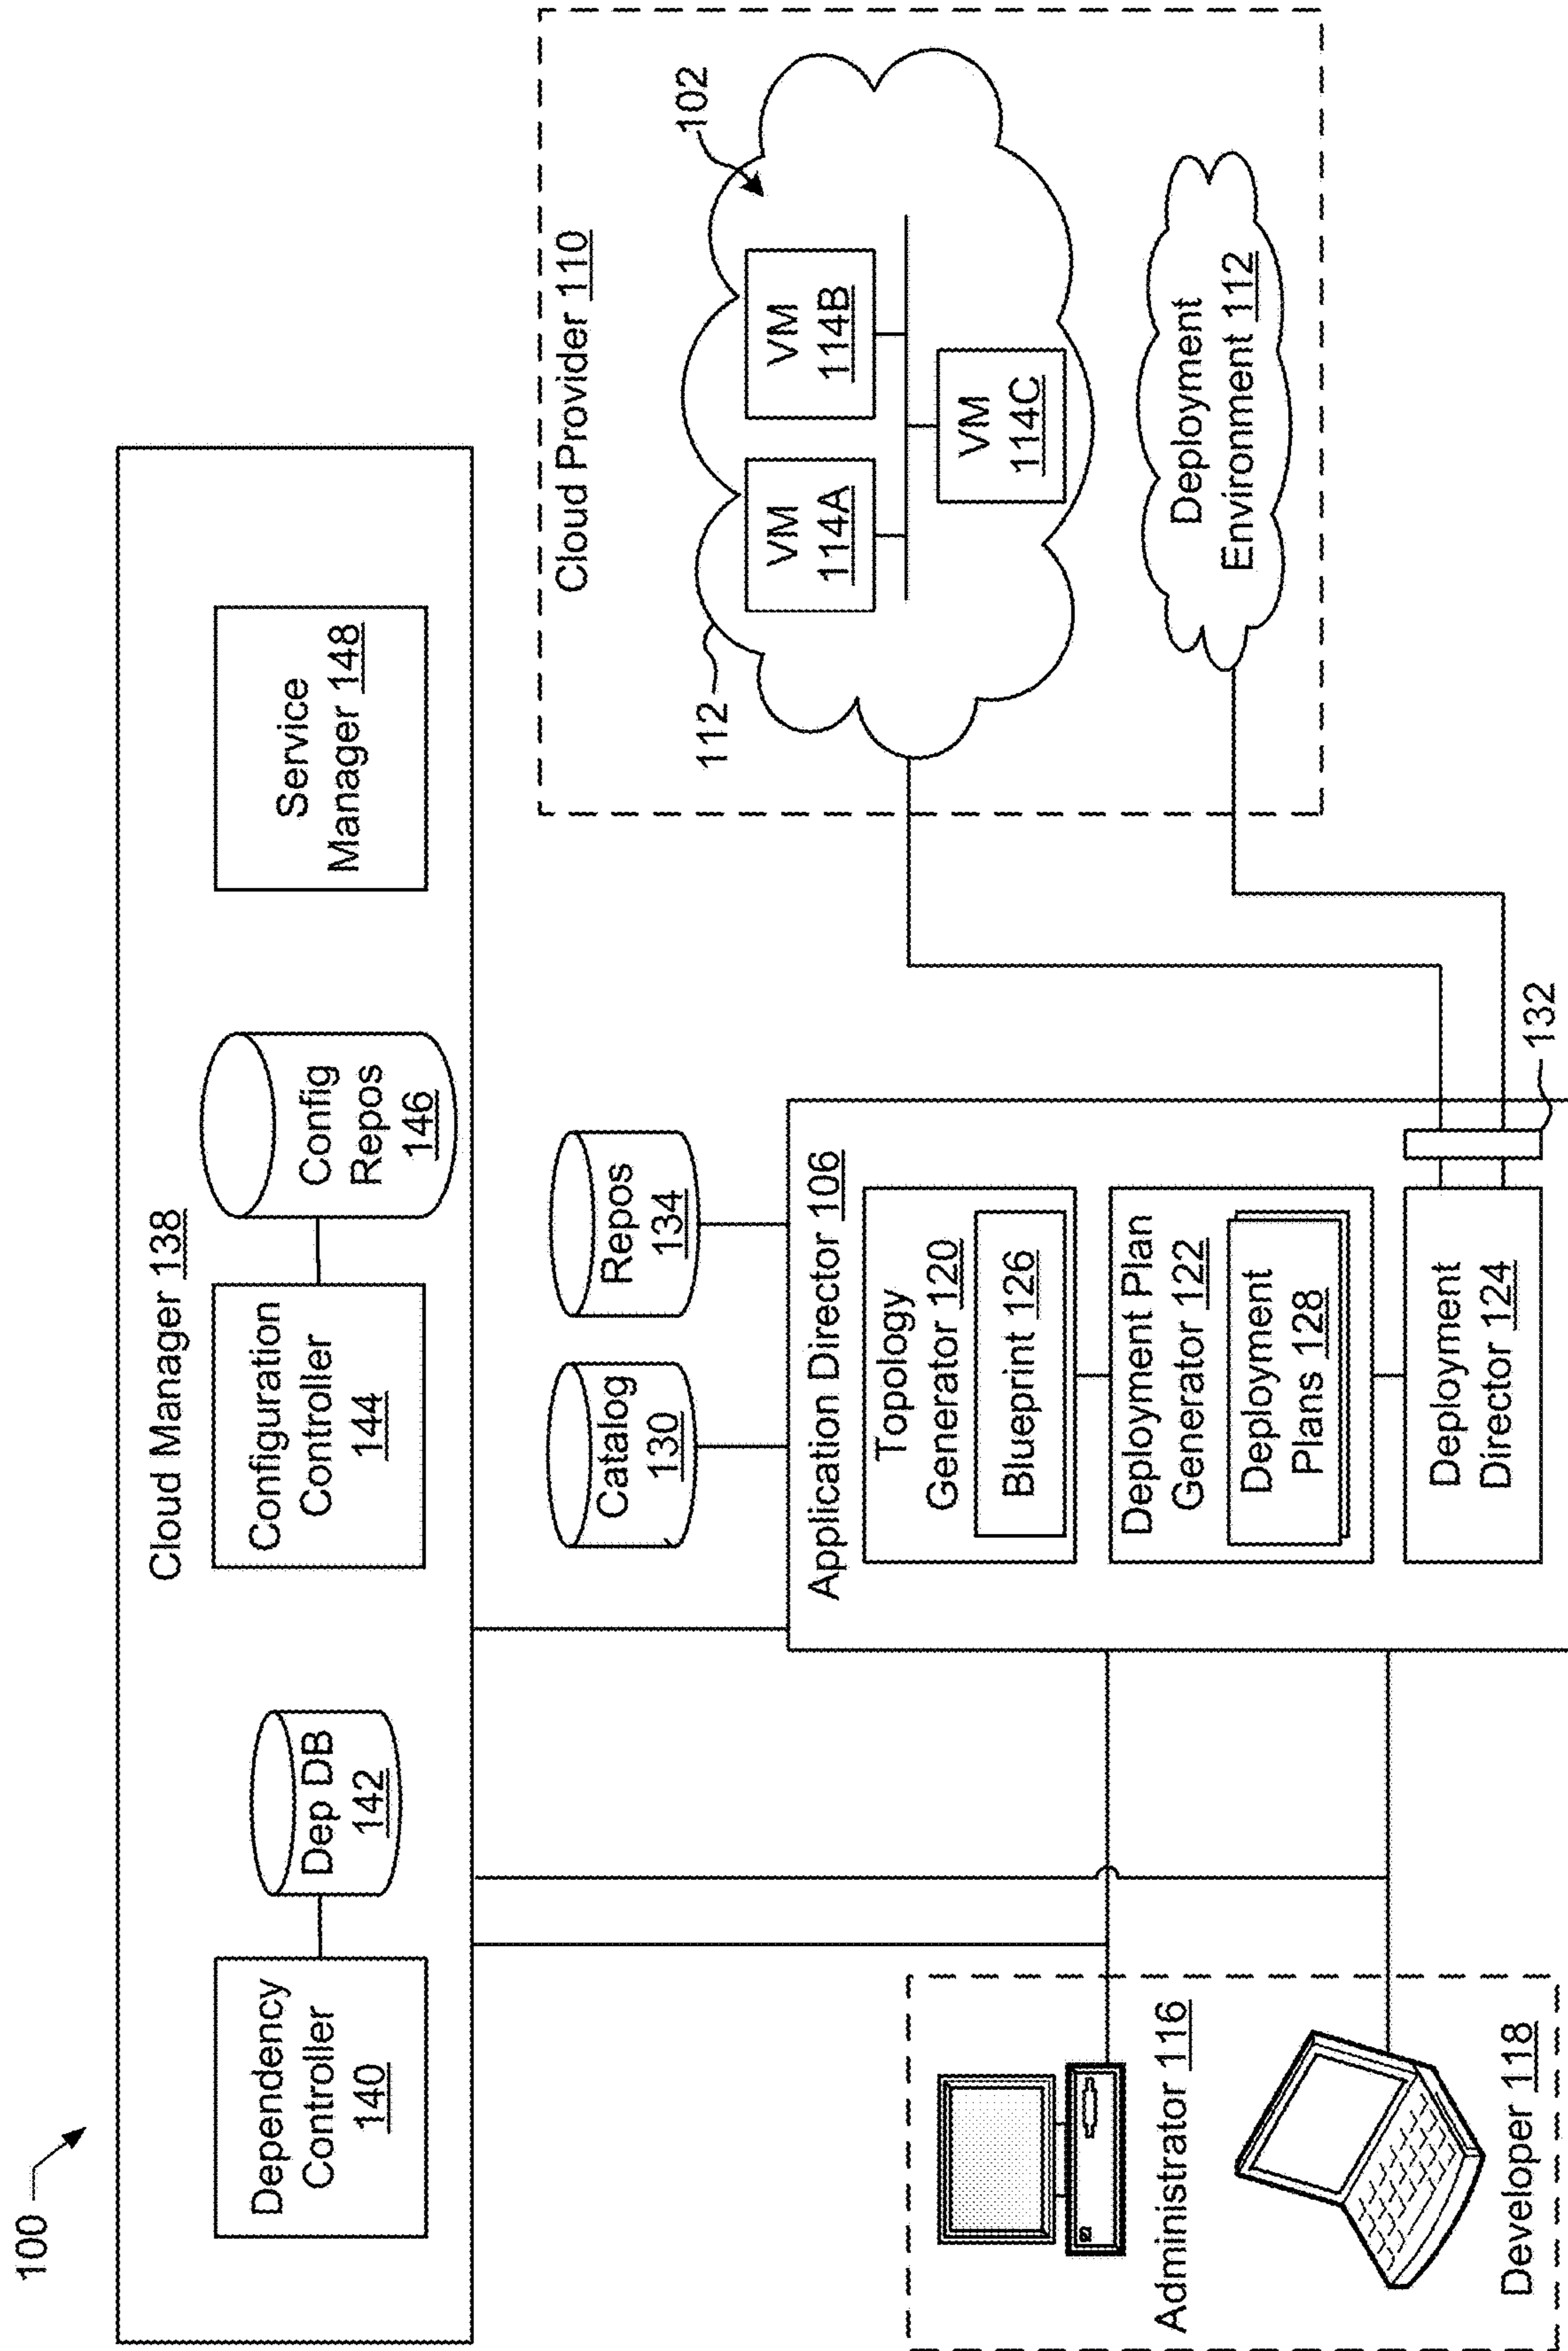 100
Cloud Manager 138
Dependency
Controller
140
Dep DB
142
Configuration
Controller
144
Config
Repos
146
Service
Manager 148
Catalog
130
Repos
134
Cloud Provider 110
112
102
VM
114A
VM
114B
VM
114C
Deployment
Environment 112
Application Director 106
Topology
Generator 120
Blueprint 126
Deployment Plan
Generator 122
Deployment
Plans 128
Deployment
Director 124
132
Administrator 116
Developer 118